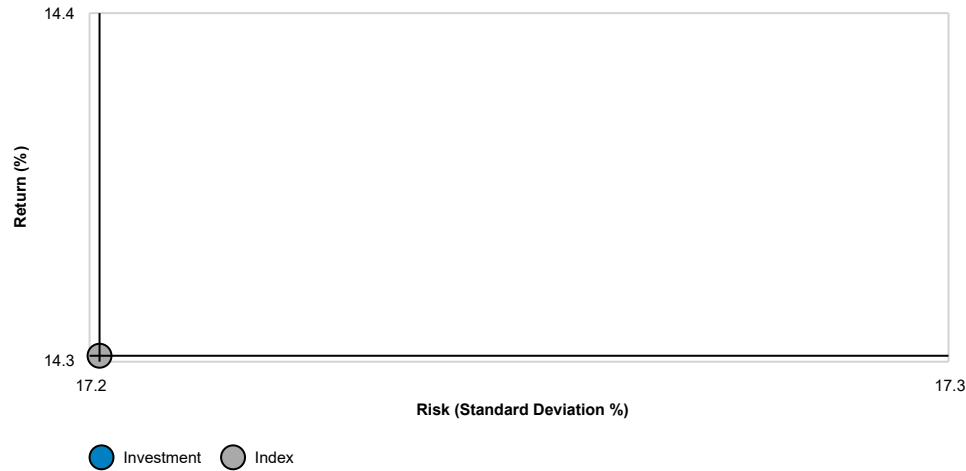 14.4
Return (%)
14.3
17.2
17.3
Risk (Standard Deviation %)
Investment
Index